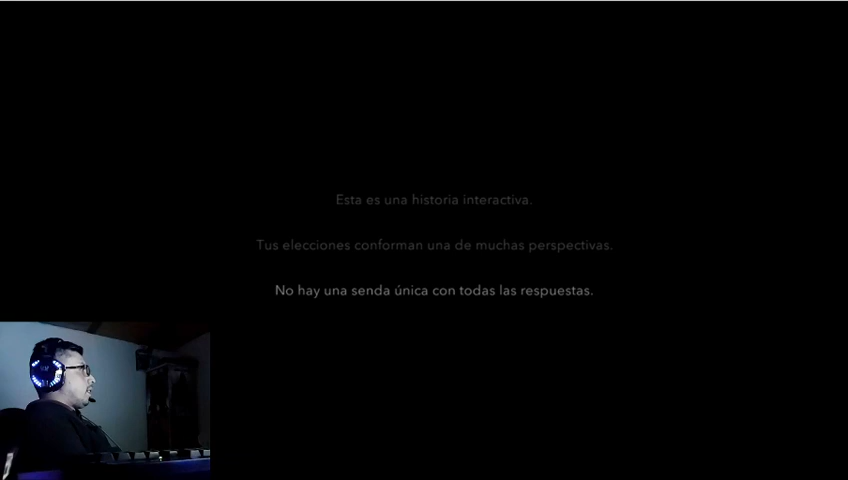 Esta es una historia interactiva.
Tus elecciones conforman una de muchas perspectivas.
No hay una senda única con todas las respuestas.